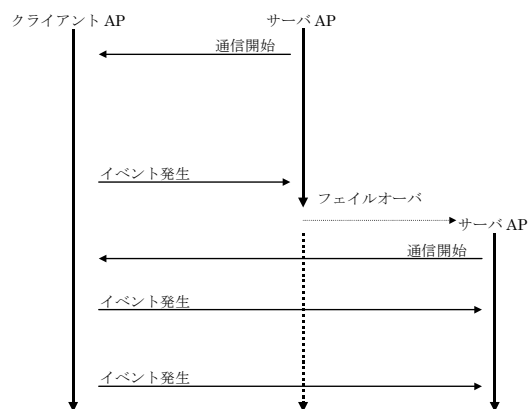 クライアント AP
サーバ AP
通信開始
イベント発生
フェイルオーバ
サーバ AP
通信開始
イベント発生
イベント発生